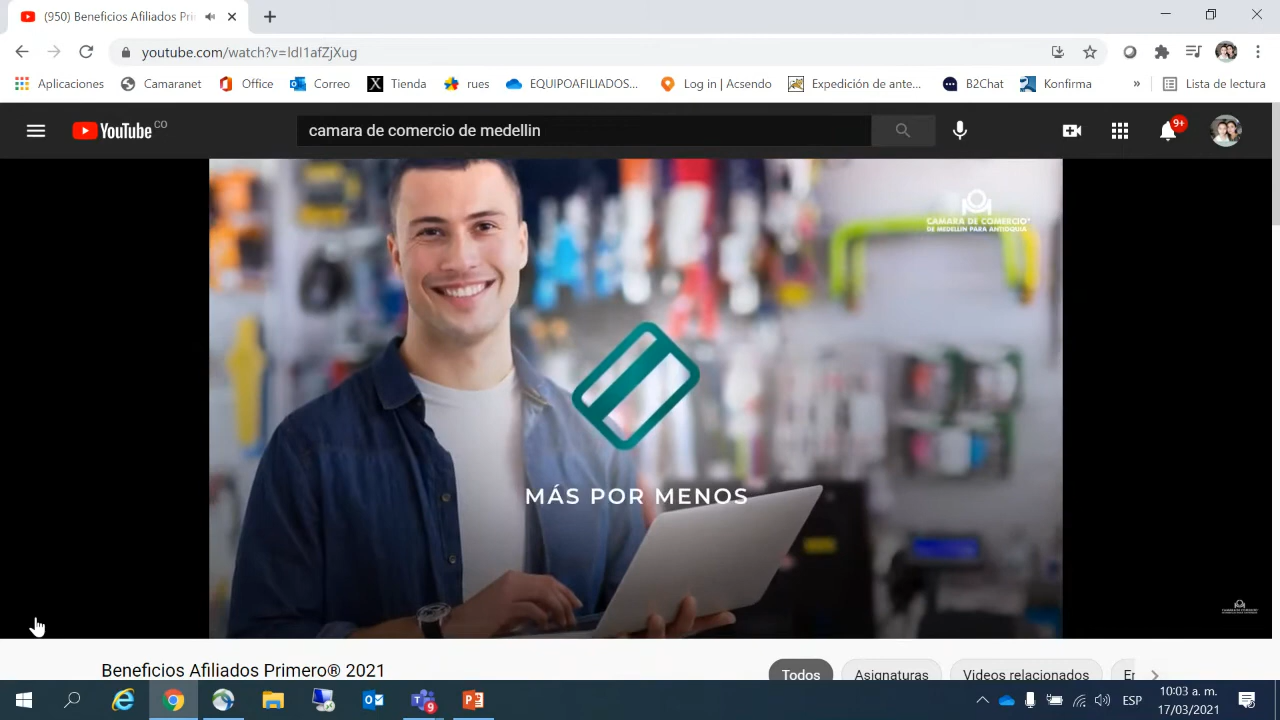 (950) Beneficios Afiliados Pri
youtube.com/watch?v=ldI1afZjXug
Aplicaciones
Camaranet
Office
Correo
Tienda
rues
EQUIPOAFILIADOS...
Log in | Acsendo
Expedición de ante...
B2Chat
Konfirma
»
Lista de lectura
YouTube CO
camara de comercio de medellin
9+
CAMARA DE COMERCIO®
DE MEDELLIN PARA ANTIOQUIA
MÁS POR MENOS
Beneficios Afiliados Primero® 2021
Todos
Asignaturas
Videos relacionados
ESP
10:03 a. m.
17/03/2021
9